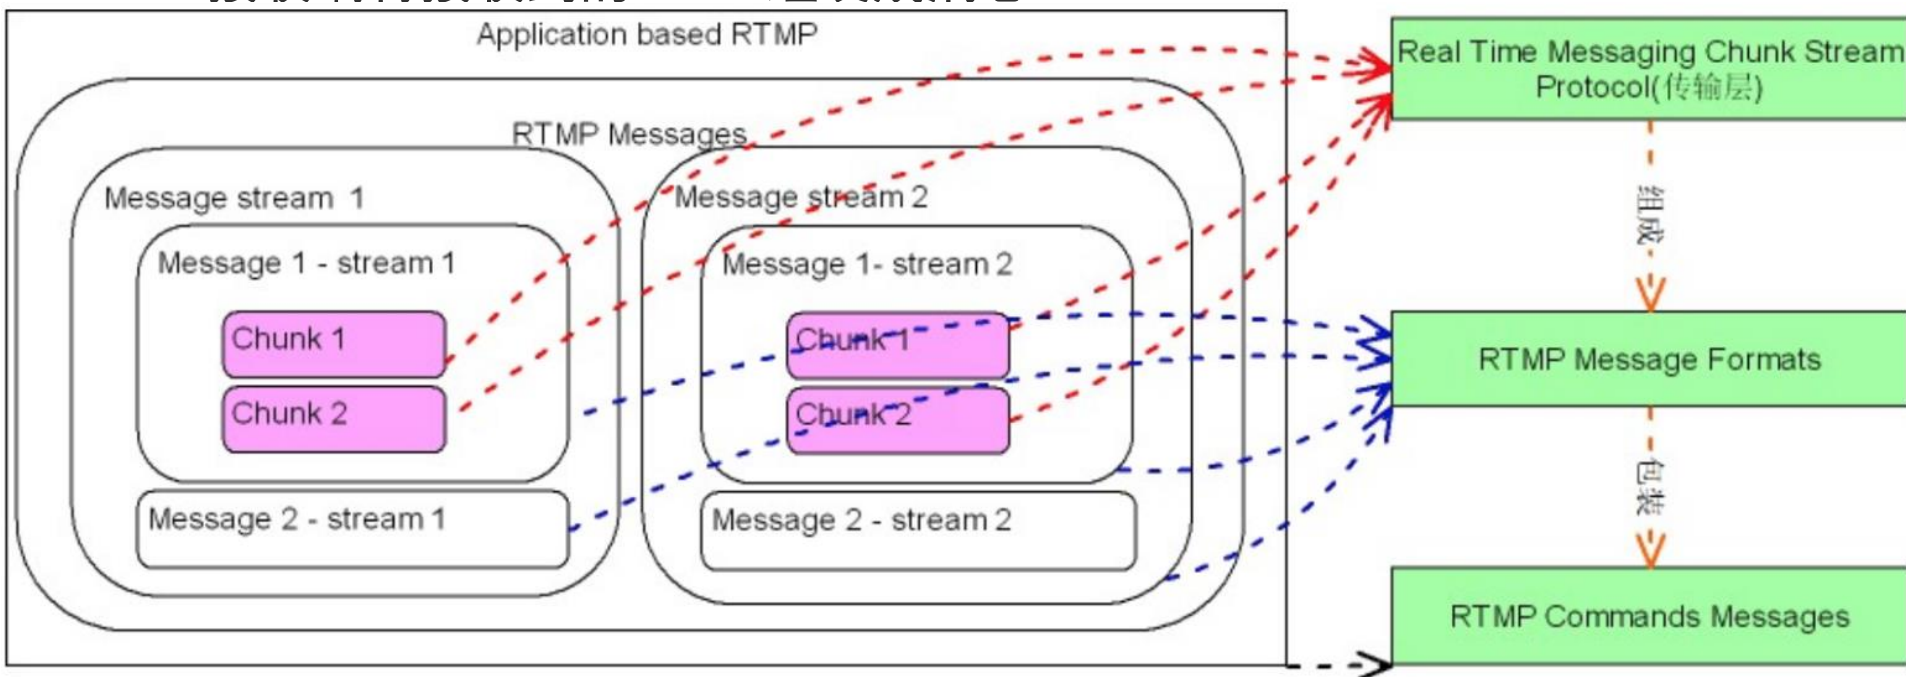 Application based RTMP
RTMP Messages
Message stream 1
Message 1 - stream 1
Chunk 1
Chunk 2
Message 2 - stream 1
Message stream 2
Message 1- stream 2
Chunk 1
Chunk 2
Message 2 - stream 2
Real Time Messaging Chunk Stream
Protocol(传输层)
组成
RTMP Message Formats
包装
RTMP Commands Messages